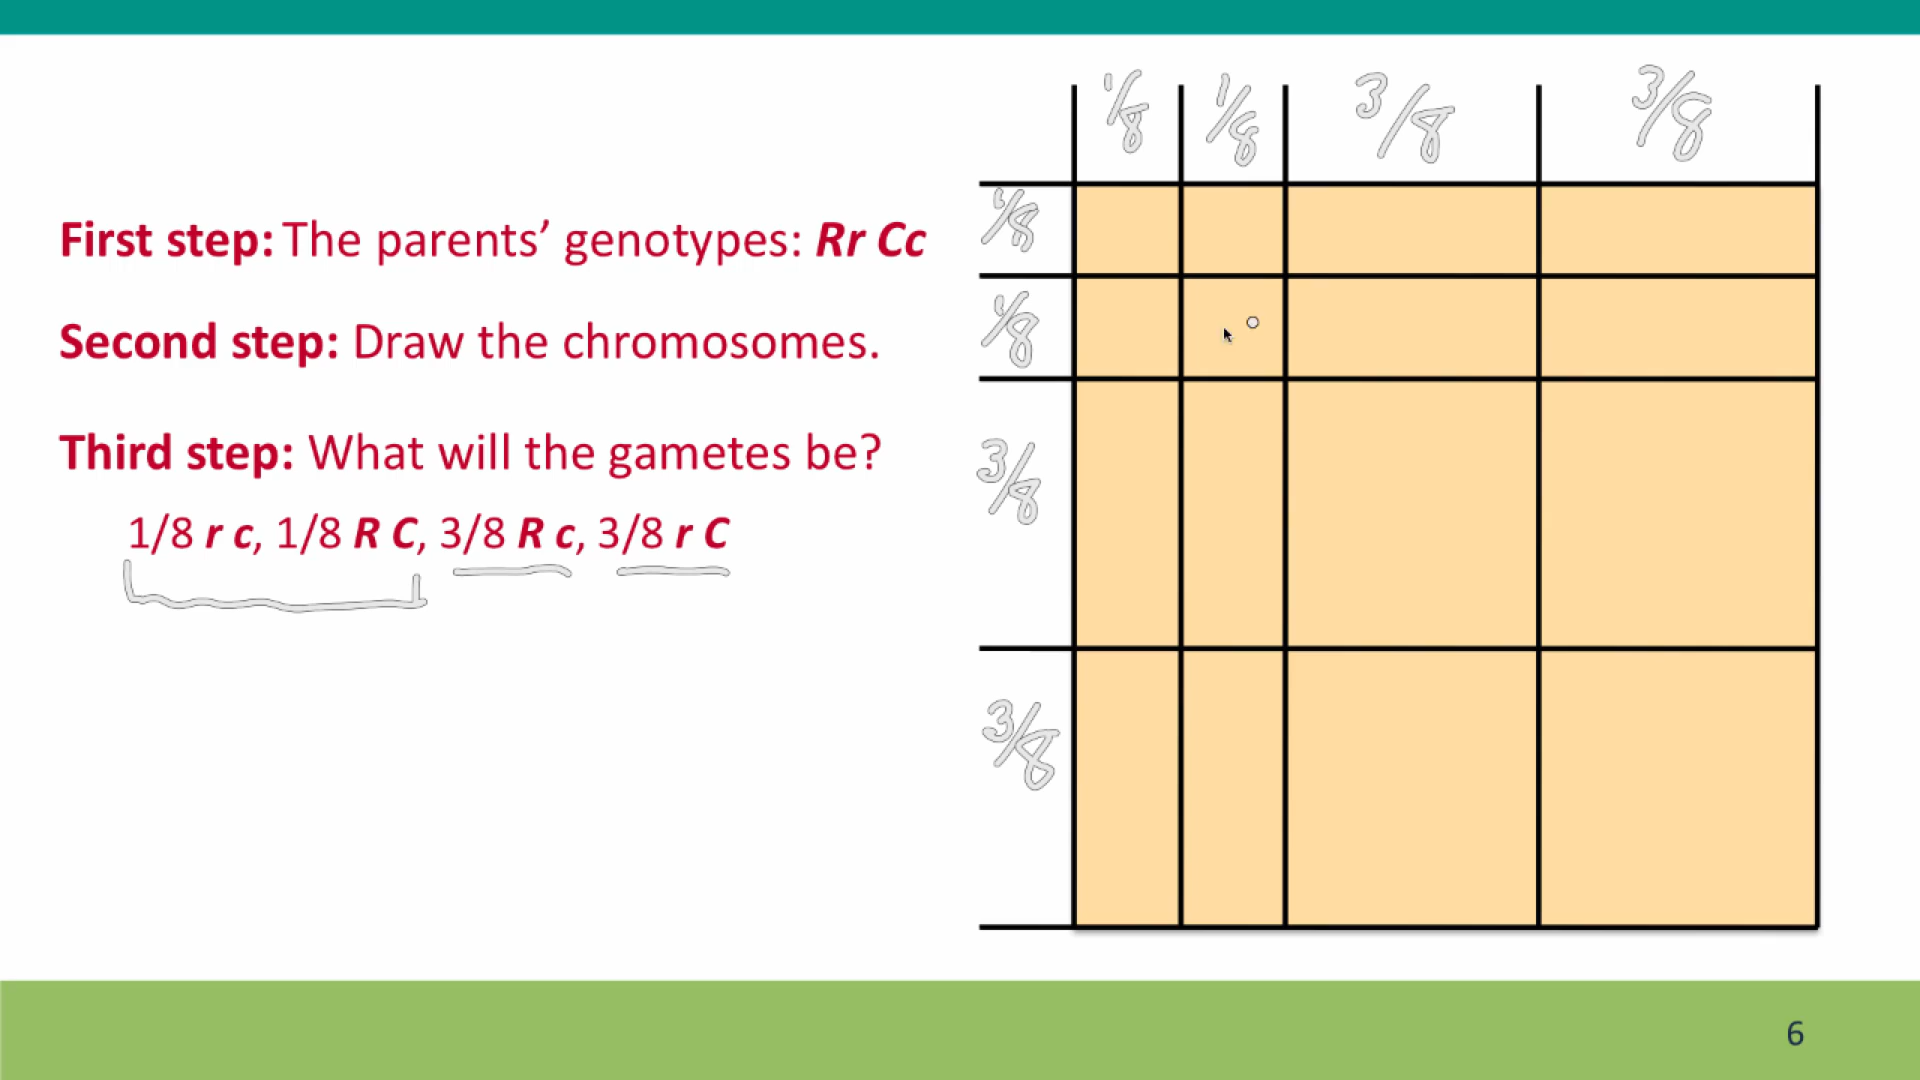 First step: The parents’ genotypes: Rr Cc
Second step: Draw the chromosomes.
Third step: What will the gametes be?
1/8 r c, 1/8 R C, 3/8 R c, 3/8 r C
1/8 1/8 3/8 3/8
1/8
1/8
3/8
3/8
6